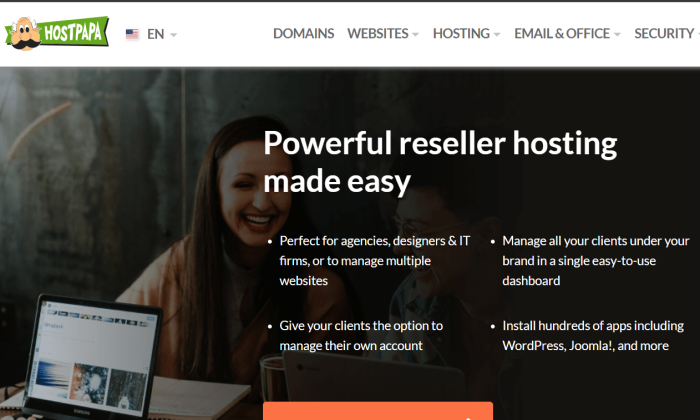 HOSTPAPA
EN
DOMAINS WEBSITES HOSTING EMAIL & OFFICE SECURITY
Powerful reseller hosting
made easy
• Perfect for agencies, designers & IT
firms, or to manage multiple
websites
• Manage all your clients under your
brand in a single easy-to-use
dashboard
• Give your clients the option to
manage their own account
• Install hundreds of apps including
WordPress, Joomla!, and more